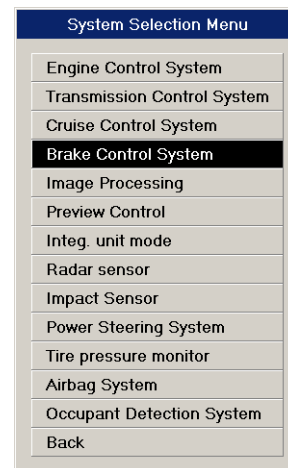 System Selection Menu
Engine Control System
Transmission Control System
Cruise Control System
Brake Control System
Image Processing
Preview Control
Integ. unit mode
Radar sensor
Impact Sensor
Power Steering System
Tire pressure monitor
Airbag System
Occupant Detection System
Back